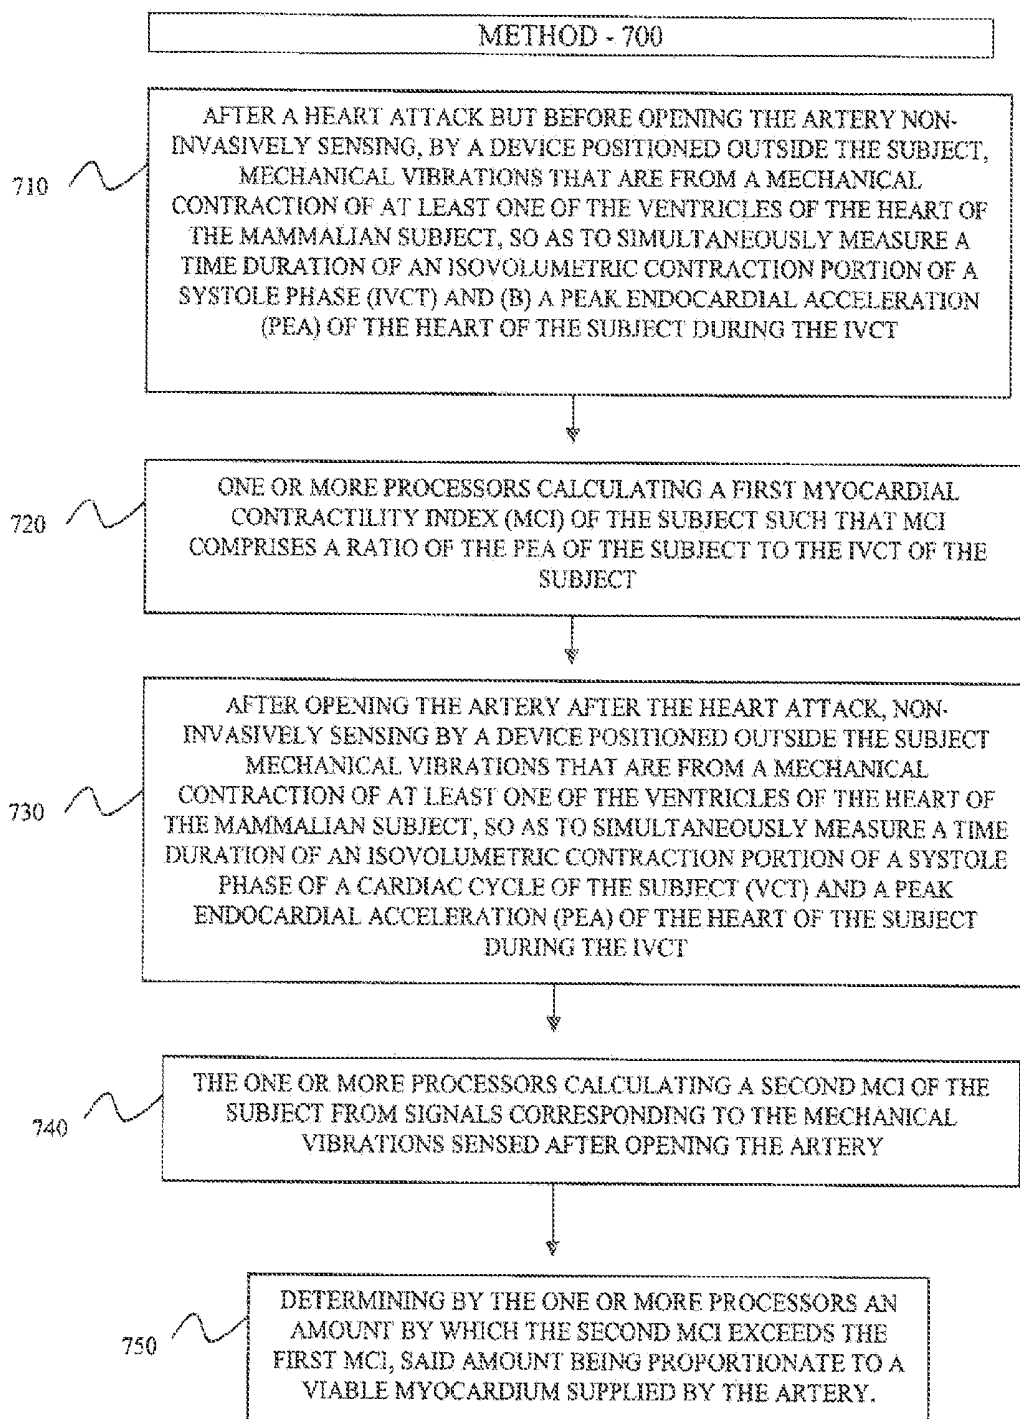 METHOD - 700
710
AFTER A HEART ATTACK BUT BEFORE OPENING THE ARTERY NON-
INVASIVELY SENSING, BY A DEVICE POSITIONED OUTSIDE THE SUBJECT,
MECHANICAL VIBRATIONS THAT ARE FROM A MECHANICAL
CONTRACTION OF AT LEAST ONE OF THE VENTRICLES OF THE HEART OF
THE MAMMALIAN SUBJECT, SO AS TO SIMULTANEOUSLY MEASURE A
TIME DURATION OF AN ISOVOLUMETRIC CONTRACTION PORTION OF A
SYSTOLE PHASE (IVCT) AND (B) A PEAK ENDOCARDIAL ACCELERATION
(PEA) OF THE HEART OF THE SUBJECT DURING THE IVCT
720
ONE OR MORE PROCESSORS CALCULATING A FIRST MYOCARDIAL
CONTRACTILITY INDEX (MCI) OF THE SUBJECT SUCH THAT MCI
COMPRISES A RATIO OF THE PEA OF THE SUBJECT TO THE IVCT OF THE
SUBJECT
730
AFTER OPENING THE ARTERY AFTER THE HEART ATTACK, NON-
INVASIVELY SENSING BY A DEVICE POSITIONED OUTSIDE THE SUBJECT
MECHANICAL VIBRATIONS THAT ARE FROM A MECHANICAL
CONTRACTION OF AT LEAST ONE OF THE VENTRICLES OF THE HEART OF
THE MAMMALIAN SUBJECT, SO AS TO SIMULTANEOUSLY MEASURE A TIME
DURATION OF AN ISOVOLUMETRIC CONTRACTION PORTION OF A SYSTOLE
PHASE OF A CARDIAC CYCLE OF THE SUBJECT (VCT) AND A PEAK
ENDOCARDIAL ACCELERATION (PEA) OF THE HEART OF THE SUBJECT
DURING THE IVCT
740
THE ONE OR MORE PROCESSORS CALCULATING A SECOND MCI OF THE
SUBJECT FROM SIGNALS CORRESPONDING TO THE MECHANICAL
VIBRATIONS SENSED AFTER OPENING THE ARTERY
750
DETERMINING BY THE ONE OR MORE PROCESSORS AN
AMOUNT BY WHICH THE SECOND MCI EXCEEDS THE
FIRST MCI, SAID AMOUNT BEING PROPORTIONATE TO A
VIABLE MYOCARDIUM SUPPLIED BY THE ARTERY.